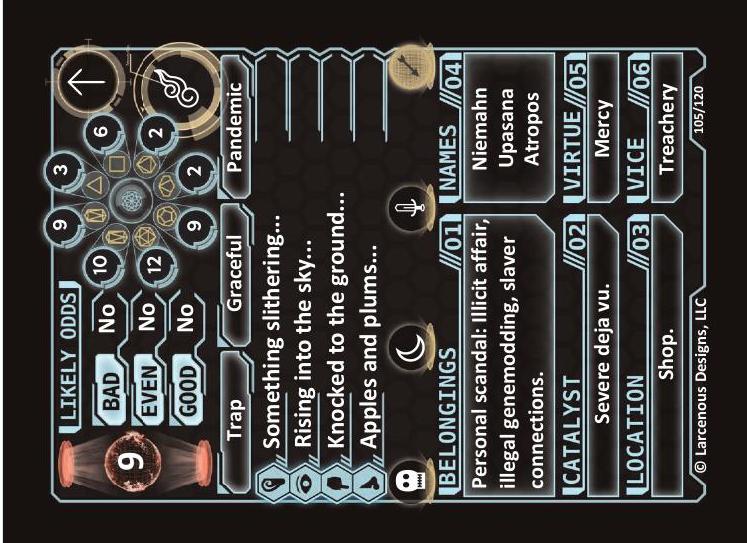 9
LIKELY ODDS
BAD No
EVEN No
GOOD No
9 3
10 6
12 2
9 2
Trap Graceful Pandemic
Something slithering...
Rising into the sky...
Knocked to the ground...
Apples and plums...
BELONGINGS //01
Personal scandal: Illicit affair,
illegal genemodding, slaver
connections.
NAMES //04
Niemahn
Upasana
Atropos
CATALYST //02
Severe deja vu.
VIRTUE //05
Mercy
LOCATION //03
Shop.
VICE //06
Treachery
© Larcenous Designs, LLC
105/120